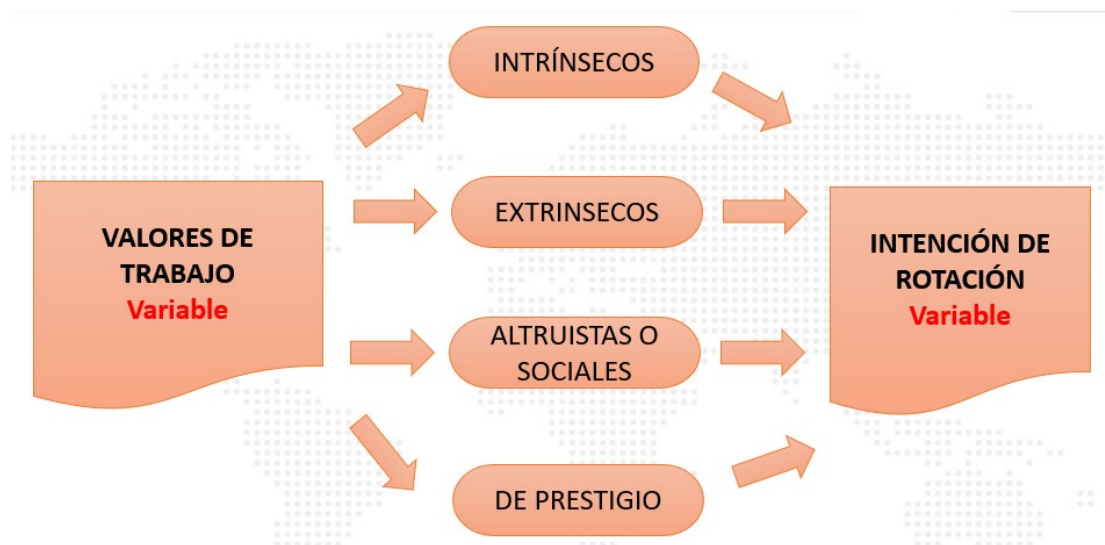 INTRÍNSECOS
VALORES DE
TRABAJO
Variable
EXTRINSECOS
ALTRUISTAS O
SOCIALES
DE PRESTIGIO
INTENCIÓN DE
ROTACIÓN
Variable